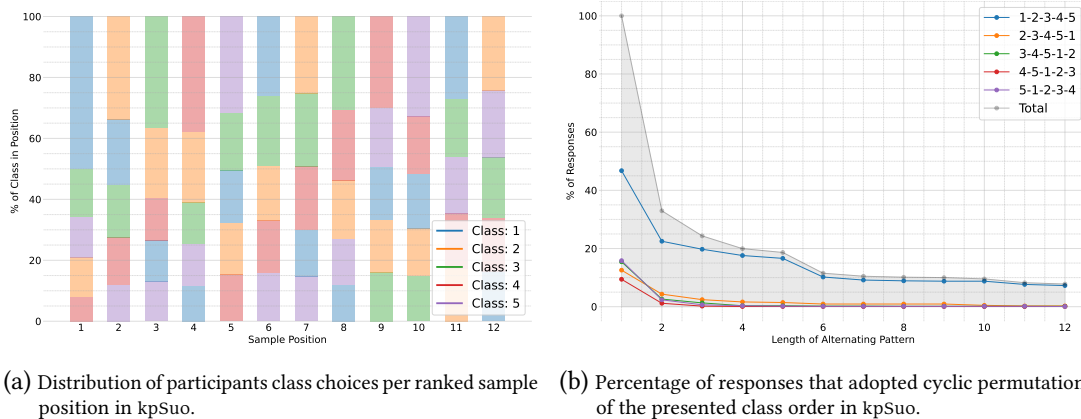 100
80
60
40
20
0
% of Class in Position
1 2 3 4 5 6 7 8 9 10 11 12
Sample Position
Class: 1
Class: 2
Class: 3
Class: 4
Class: 5
100
80
60
40
20
0
% of Responses
2 4 6 8 10 12
Length of Alternating Pattern
1-2-3-4-5
2-3-4-5-1
3-4-5-1-2
4-5-1-2-3
5-1-2-3-4
Total
(a) Distribution of participants class choices per ranked sample
position in kpSuo.
(b) Percentage of responses that adopted cyclic permutation
of the presented class order in kpSuo.